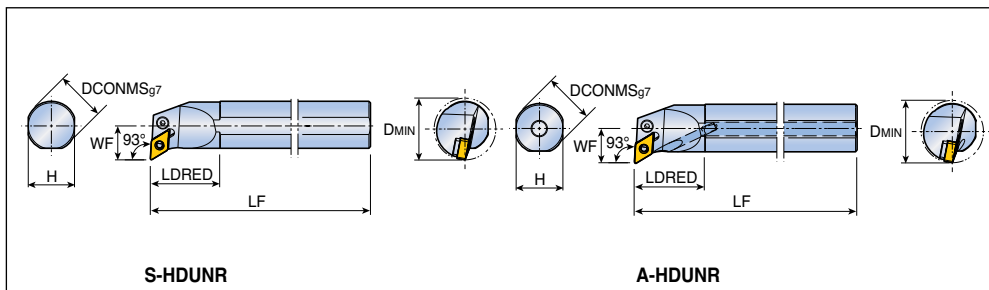 DCONMSg7
WF
93°
H
LDRED
LF
DMIN
S-HDUNR
DCONMSg7
WF
93°
H
LDRED
LF
DMIN
A-HDUNR